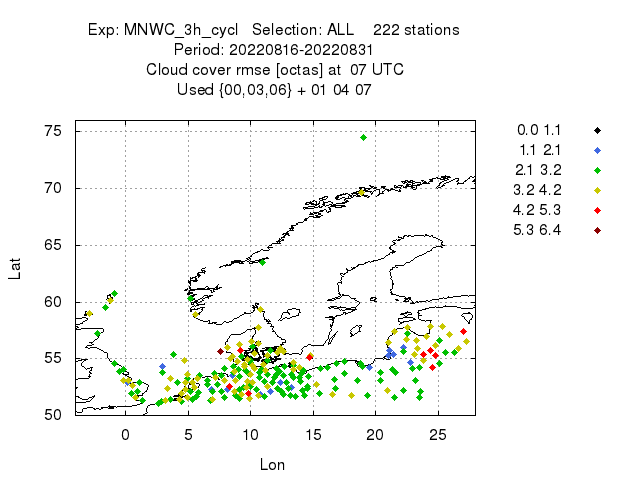 Exp: MNWC_3h_cycl   Selection: ALL    222 stations
Period: 20220816-20220831
Cloud cover rmse [octas] at  07 UTC
Used {00,03,06} + 01 04 07
0.0 1.1
1.1 2.1
2.1 3.2
3.2 4.2
4.2 5.3
5.3 6.4
75
70
65
60
55
50
Lat
0 5 10 15 20 25
Lon